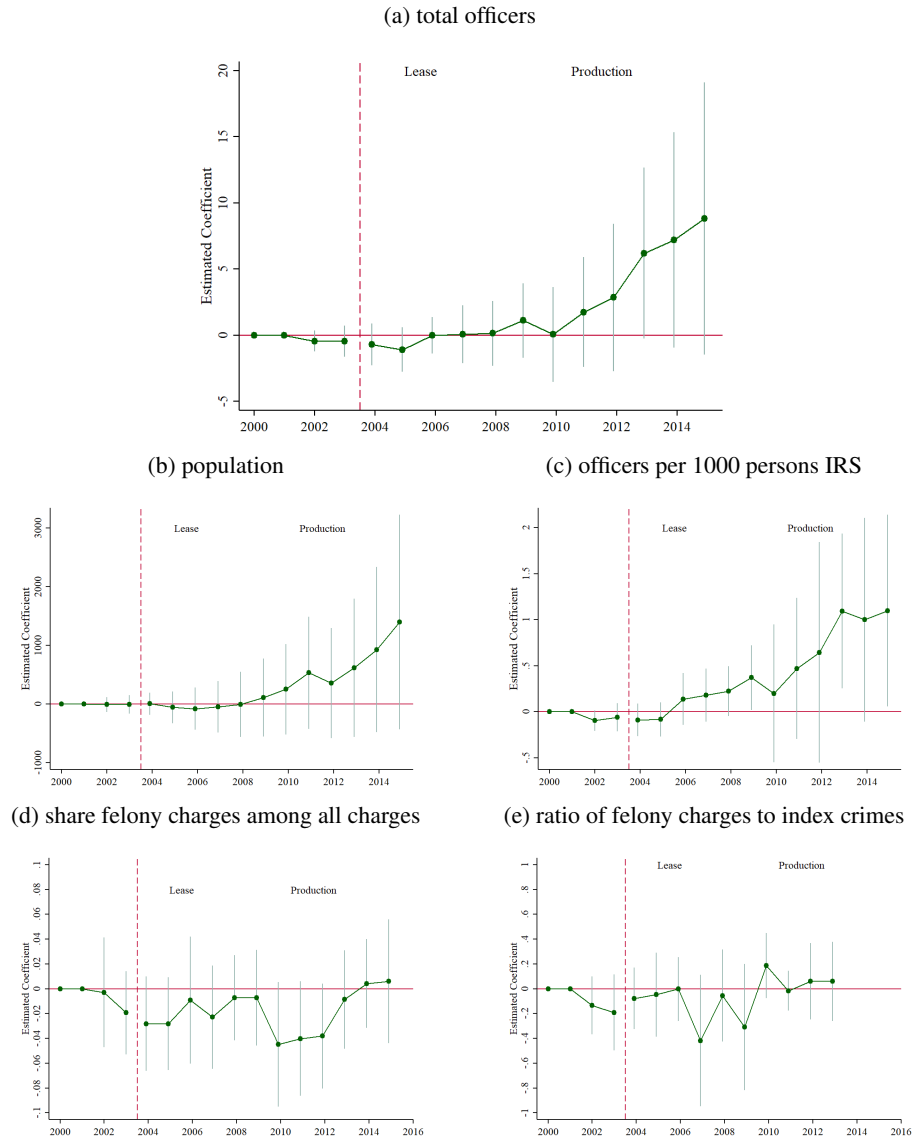 (a) total officers
Lease Production
Estimated Coefficient
20
15
10
5
0
-5
2000 2002 2004 2006 2008 2010 2012 2014
(b) population
(c) officers per 1000 persons IRS
Lease Production
Estimated Coefficient
3000
2000
1000
0
-1000
2000 2002 2004 2006 2008 2010 2012 2014
Lease Production
Estimated Coefficient
2
1.5
1
.5
0
-.5
2000 2002 2004 2006 2008 2010 2012 2014
(d) share felony charges among all charges
(e) ratio of felony charges to index crimes
Lease Production
Estimated Coefficient
.1
.08
.06
.04
.02
0
-.02
-.04
-.06
-.08
-.1
2000 2002 2004 2006 2008 2010 2012 2014 2016
Lease Production
Estimated Coefficient
1
.8
.6
.4
.2
0
-.2
-.4
-.6
-.8
-1
2000 2002 2004 2006 2008 2010 2012 2014 2016